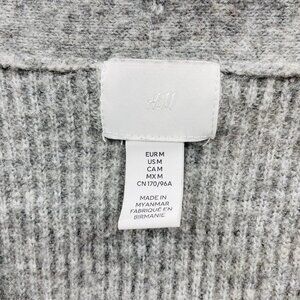 H&M
EUR M
US M
CA M
MX M
CN 170/96A
MADE IN
MYANMAR
FABRIQUÉ EN
BIRMANIE